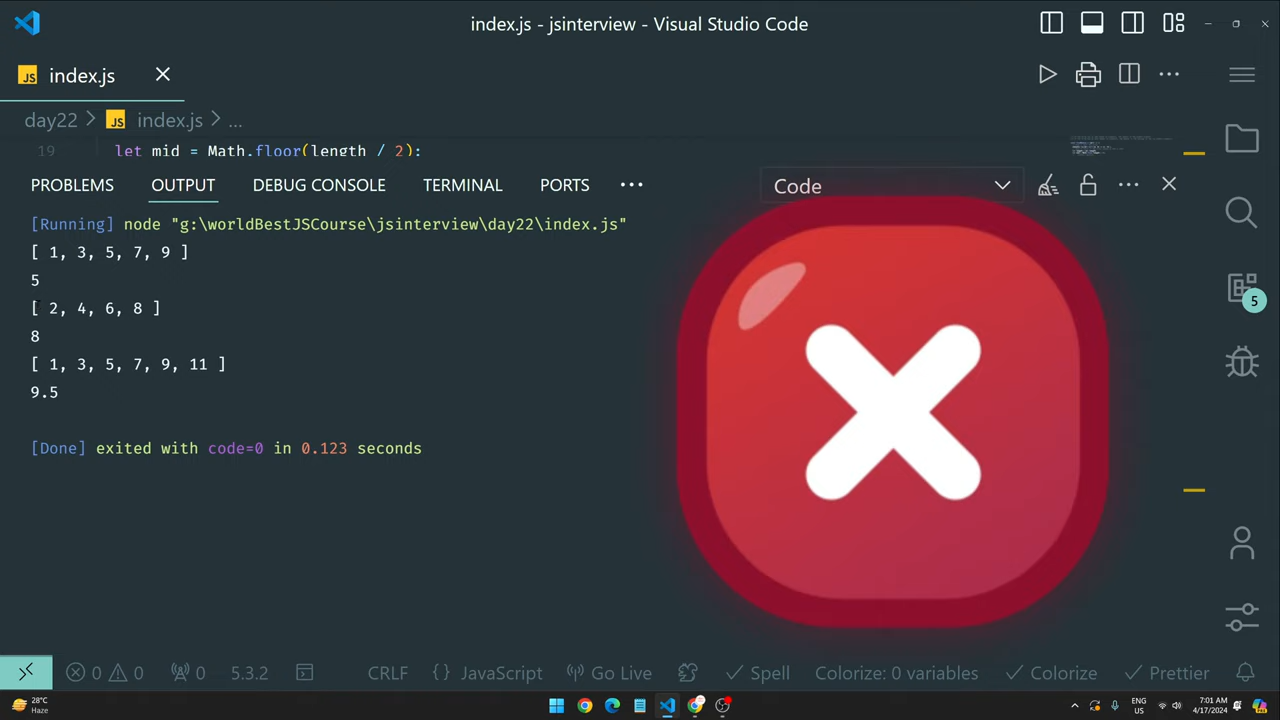 index.js - jsinterview - Visual Studio Code
JS index.js
day22 > JS index.js > ...
19 let mid = Math.floor(length / 2);
PROBLEMS OUTPUT DEBUG CONSOLE TERMINAL PORTS
Code
[Running] node "g:\worldBestJSCourse\jsinterview\day22\index.js"
[ 1, 3, 5, 7, 9 ]
5
[ 2, 4, 6, 8 ]
8
[ 1, 3, 5, 7, 9, 11 ]
9.5
[Done] exited with code=0 in 0.123 seconds
5
0 0 0 5.3.2 CRLF {} JavaScript Go Live Spell Colorize: 0 variables Colorize Prettier
28°C
Haze
ENG
US
7:01 AM
4/17/2024